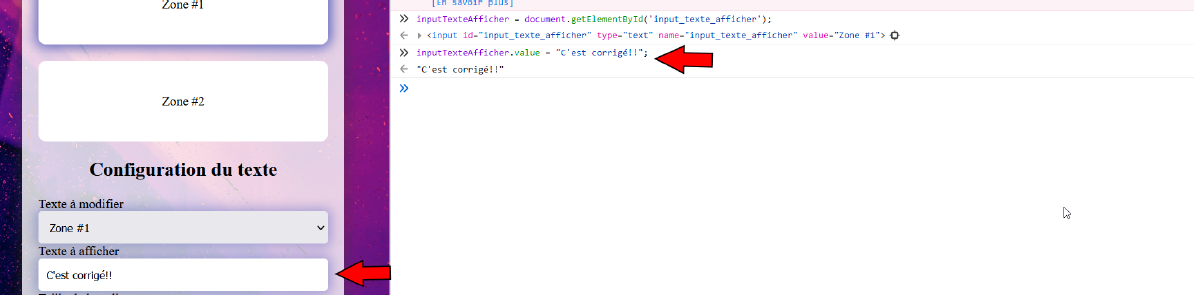 Zone #1
Zone #2
Configuration du texte
Texte à modifier
Zone #1
Texte à afficher
C'est corrigé!!
[En savoir plus]
inputTexteAfficher = document.getElementById('input_texte_afficher');
<input id="input_texte_afficher" type="text" name="input_texte_afficher" value="Zone #1">
inputTexteAfficher.value = "C'est corrigé!!";
"C'est corrigé!!"